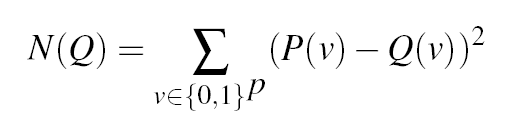 N(Q) = ∑_{v∈{0,1}^p} (P(v) − Q(v))²